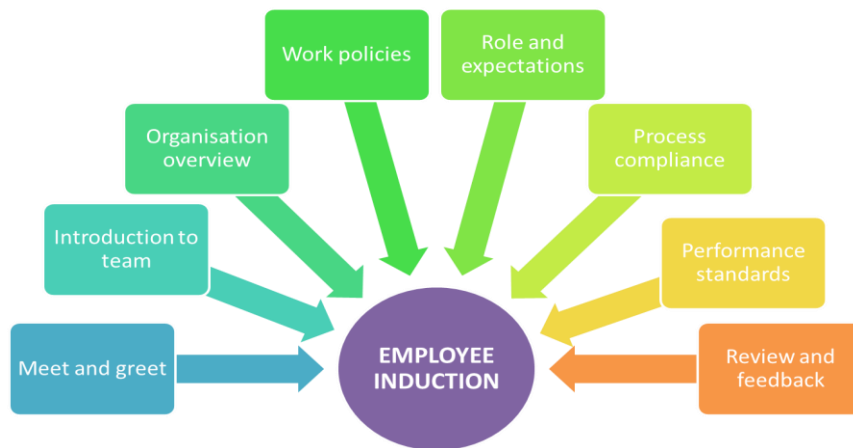 Work policies
Role and
expectations
Organisation
overview
Process
compliance
Introduction to
team
Performance
standards
Meet and greet
EMPLOYEE
INDUCTION
Review and
feedback